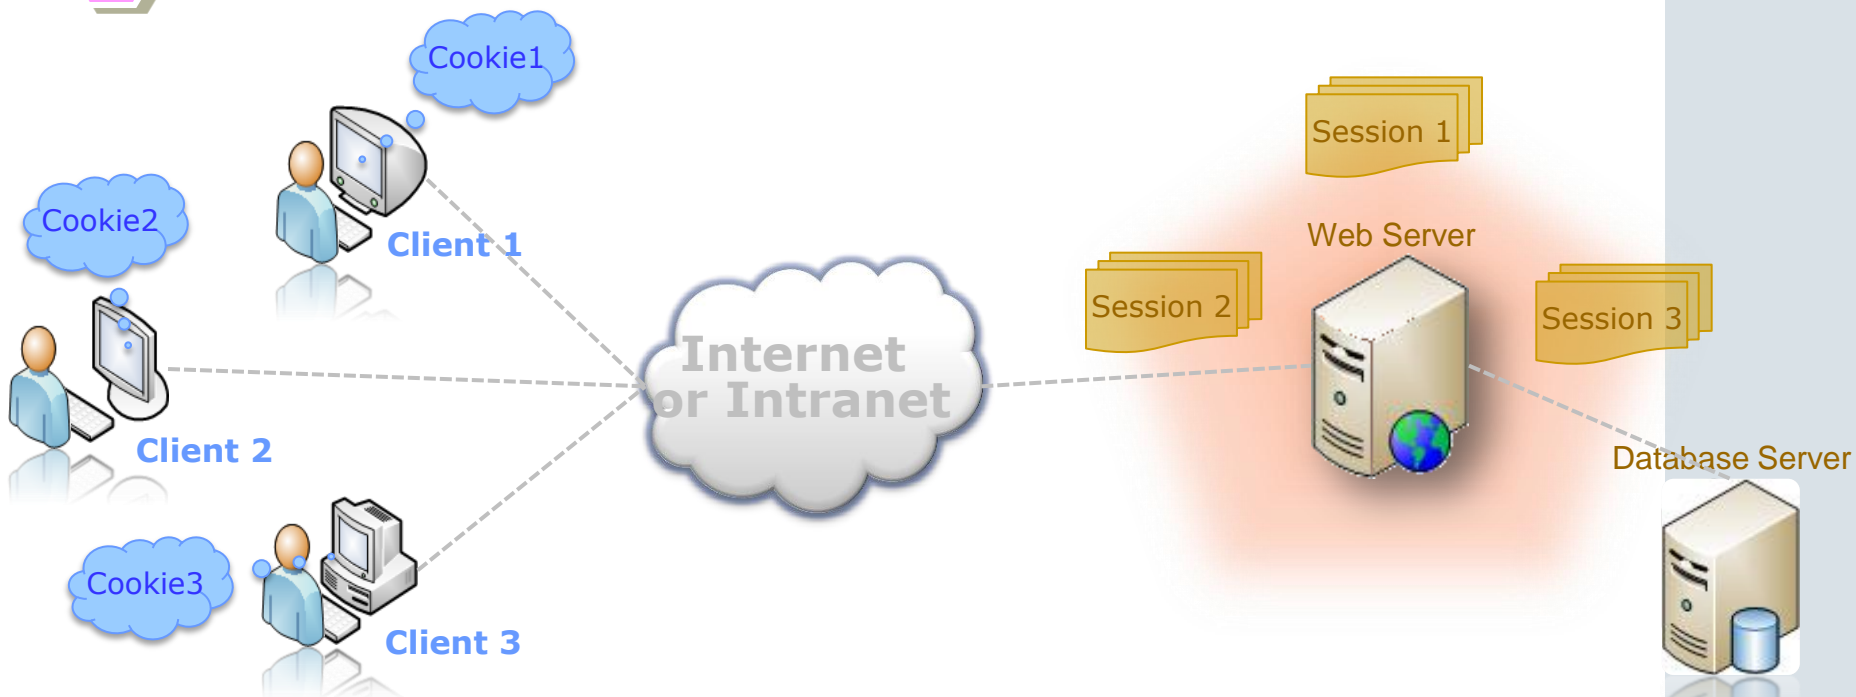 Cookie1
Session 1
Cookie2
Client 1
Web Server
Session 2
Session 3
Internet
or Intranet
Client 2
Database Server
Cookie3
Client 3